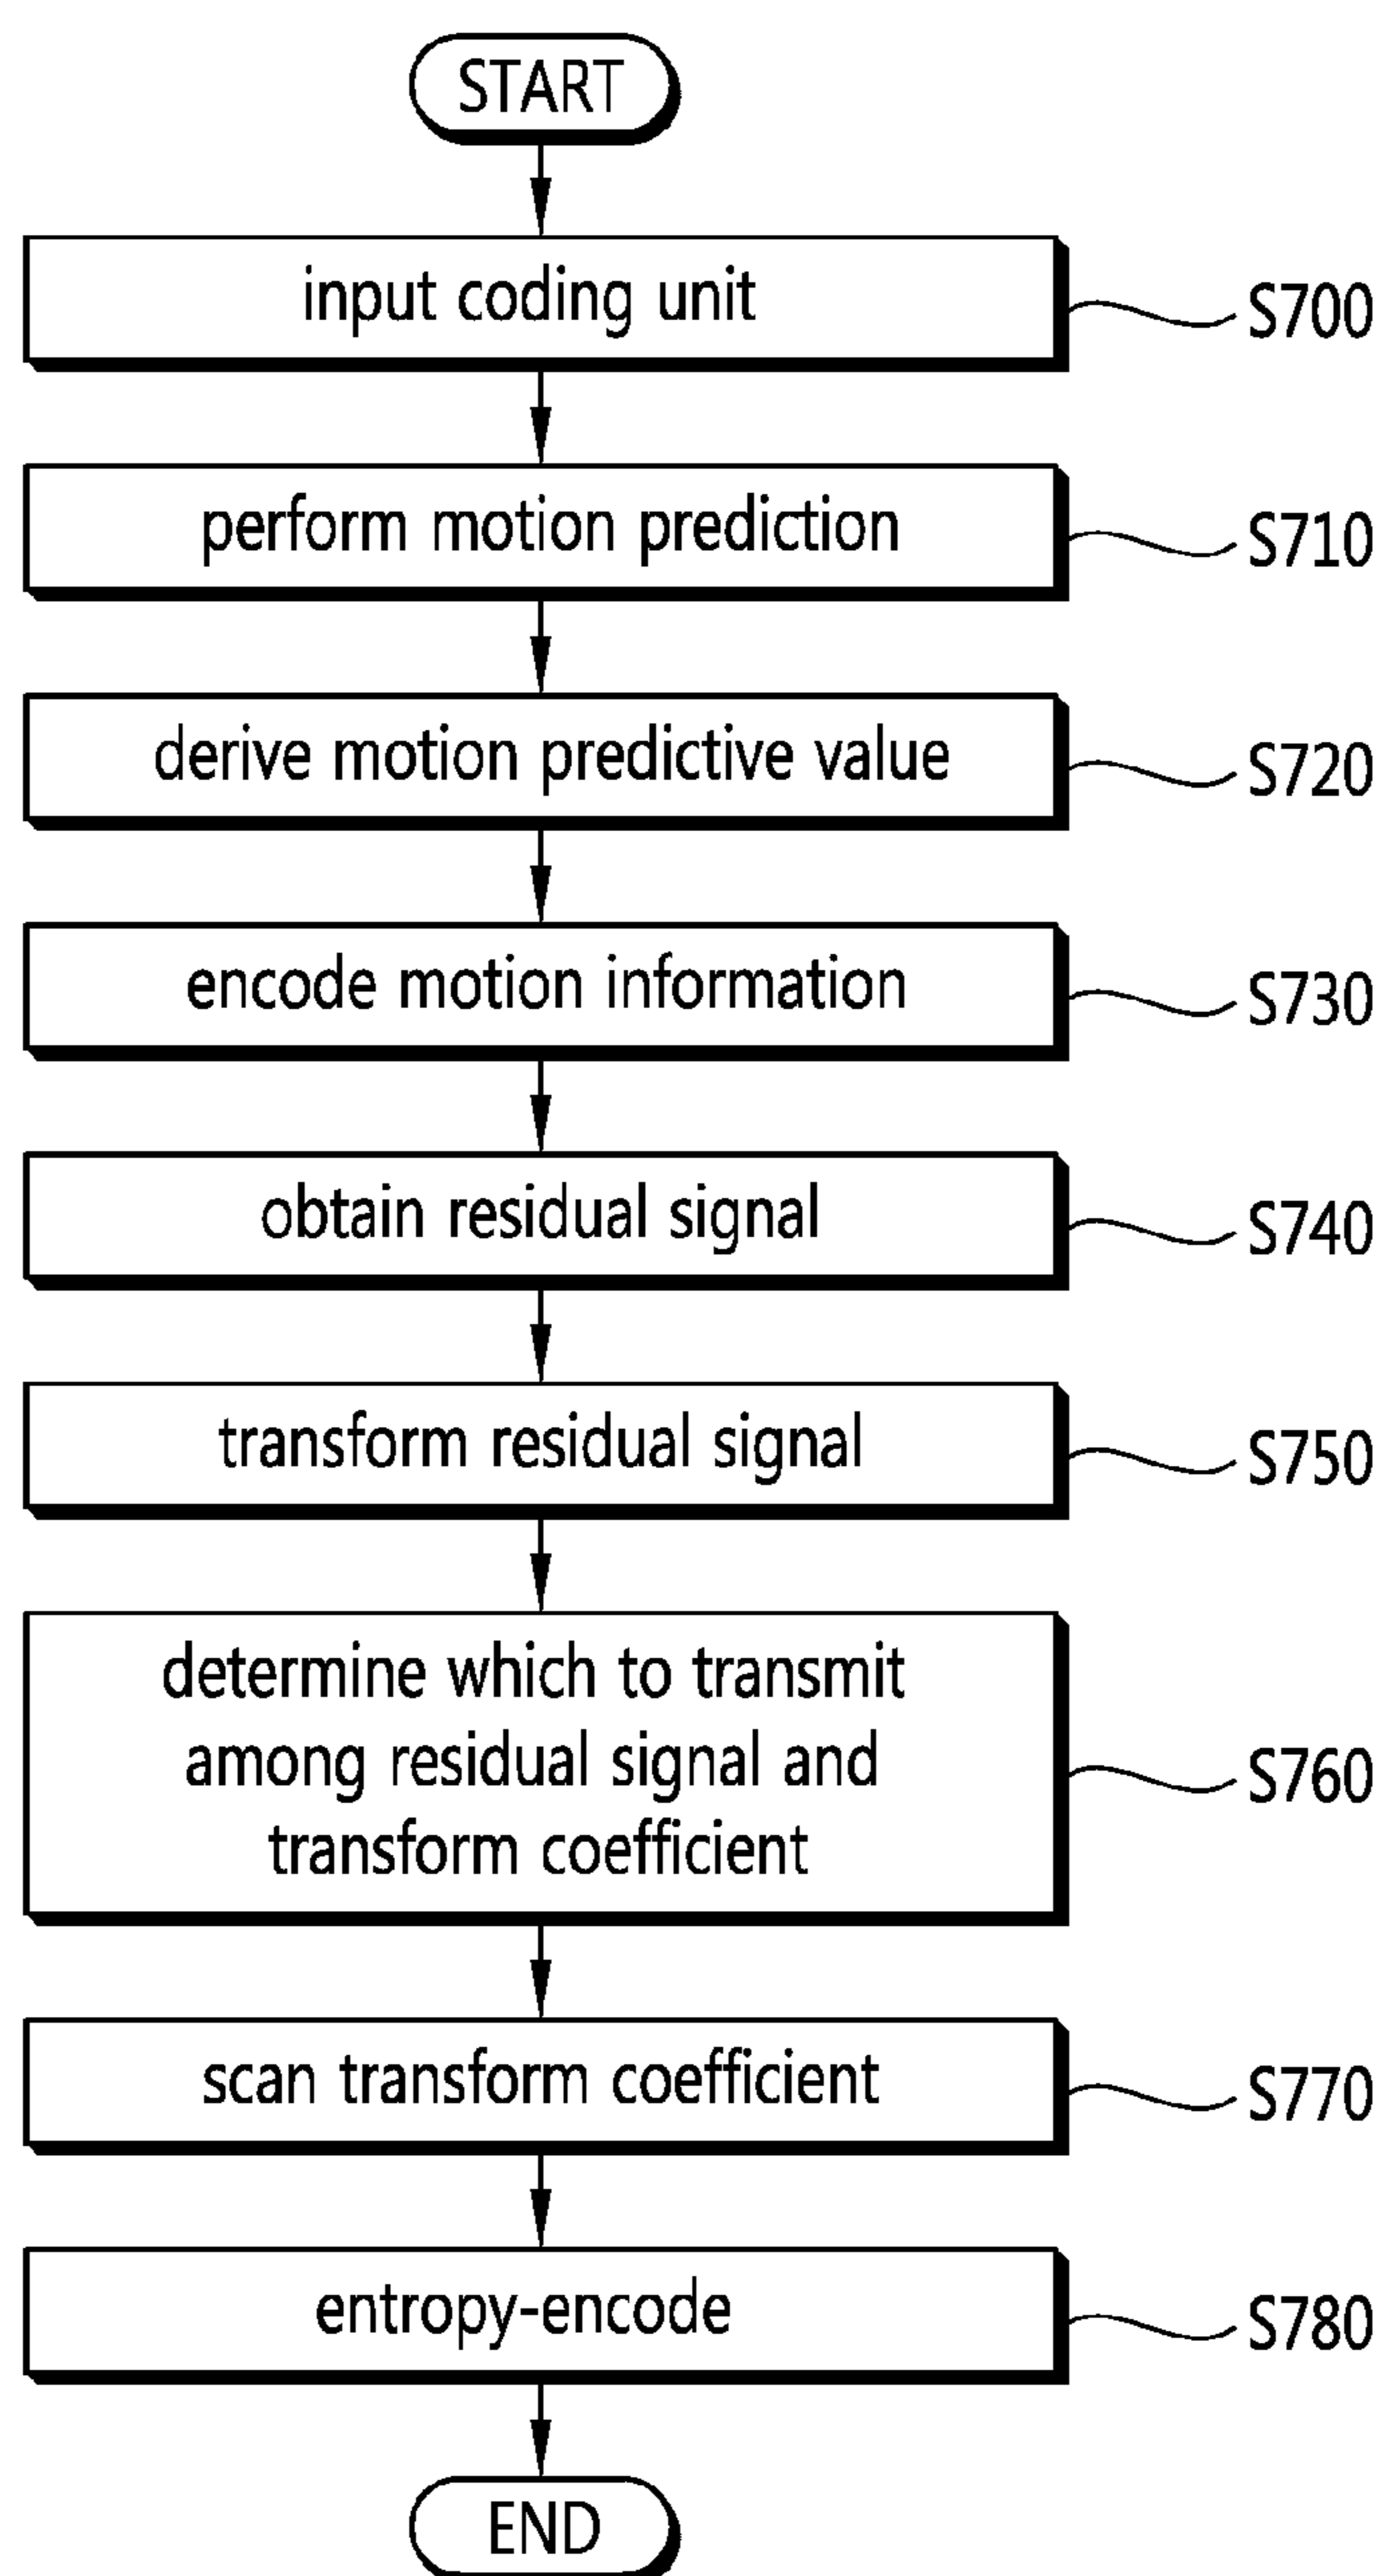 START
input coding unit
S700
perform motion prediction
S710
derive motion predictive value
S720
encode motion information
S730
obtain residual signal
S740
transform residual signal
S750
determine which to transmit
among residual signal and
transform coefficient
S760
scan transform coefficient
S770
entropy-encode
S780
END